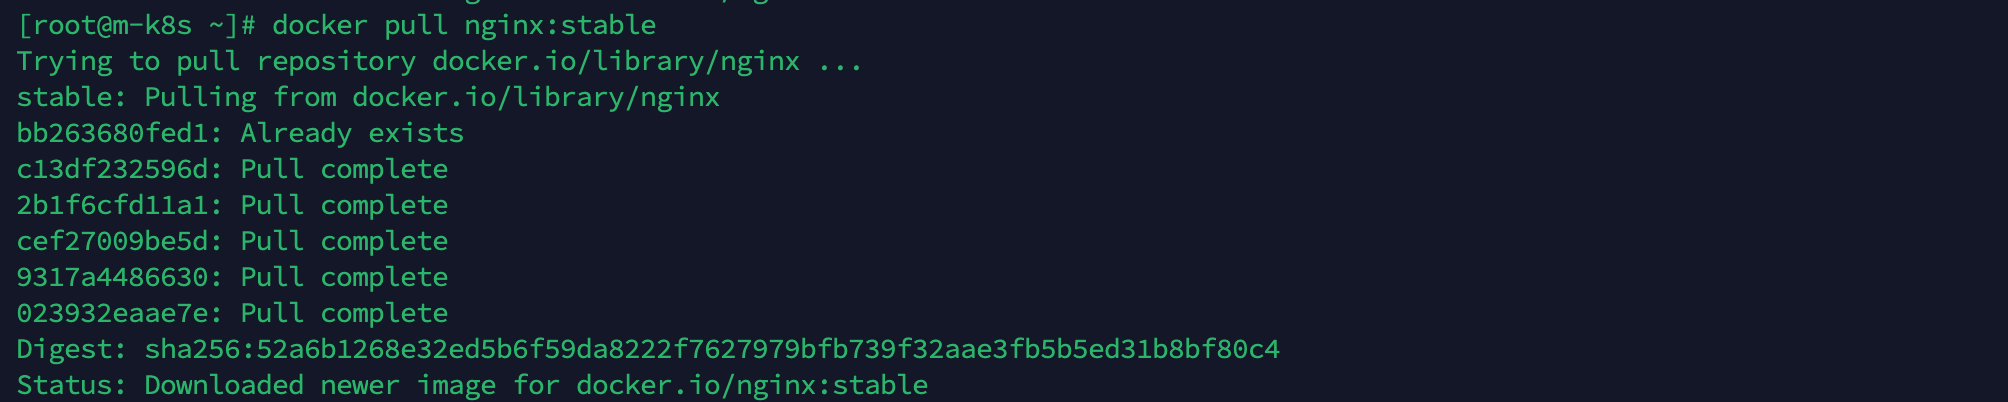 [root@m-k8s ~]# docker pull nginx:stable
Trying to pull repository docker.io/library/nginx ...
stable: Pulling from docker.io/library/nginx
bb263680fed1: Already exists
c13df232596d: Pull complete
2b1f6cfd11a1: Pull complete
cef27009be5d: Pull complete
9317a4486630: Pull complete
023932eaae7e: Pull complete
Digest: sha256:52a6b1268e32ed5b6f59da8222f7627979bfb739f32aae3fb5b5ed31b8bf80c4
Status: Downloaded newer image for docker.io/nginx:stable